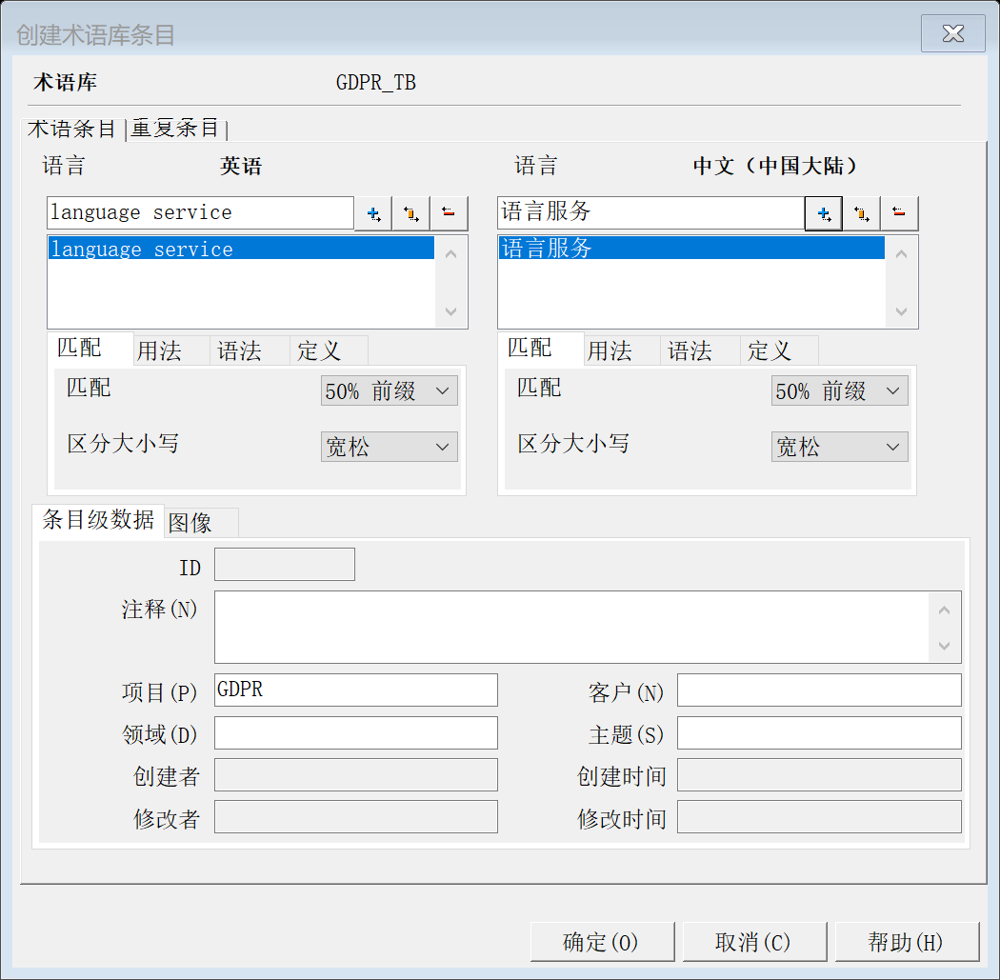 创建术语库条目
术语库 GDPR_TB
术语条目 重复条目
语言 英语 语言 中文（中国大陆）
language service 语言服务
language service 语言服务
匹配 用法 语法 定义 匹配 用法 语法 定义
匹配 50% 前缀 匹配 50% 前缀
区分大小写 宽松 区分大小写 宽松
条目级数据 图像
ID
注释(N)
项目(P) GDPR 客户(N)
领域(D) 主题(S)
创建者 创建时间
修改者 修改时间
确定(O) 取消(C) 帮助(H)